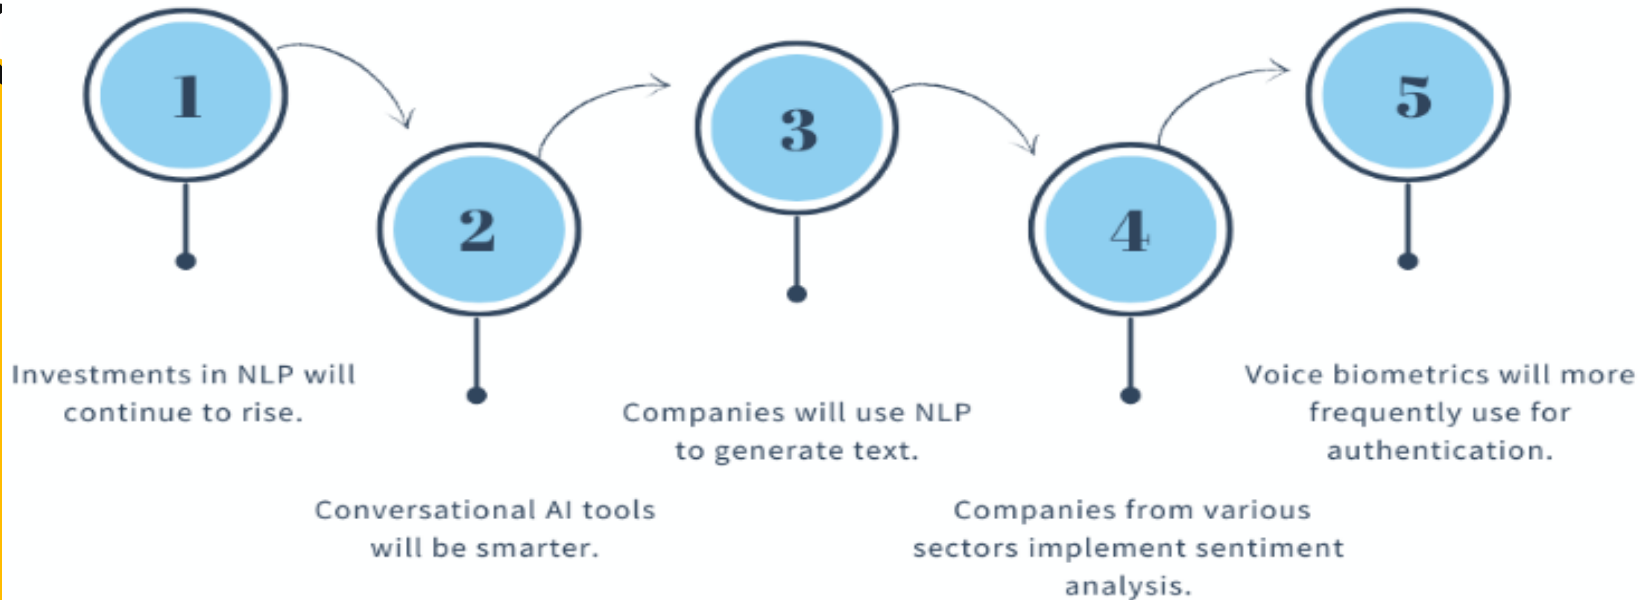 1
Investments in NLP will
continue to rise.
2
Conversational AI tools
will be smarter.
3
Companies will use NLP
to generate text.
4
Companies from various
sectors implement sentiment
analysis.
5
Voice biometrics will more
frequently use for
authentication.